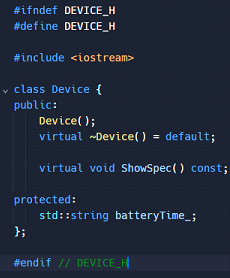 #ifndef DEVICE_H
#define DEVICE_H
#include <iostream>
class Device {
public:
Device();
virtual ~Device() = default;
virtual void ShowSpec() const;
protected:
std::string batteryTime_;
};
#endif // DEVICE_H